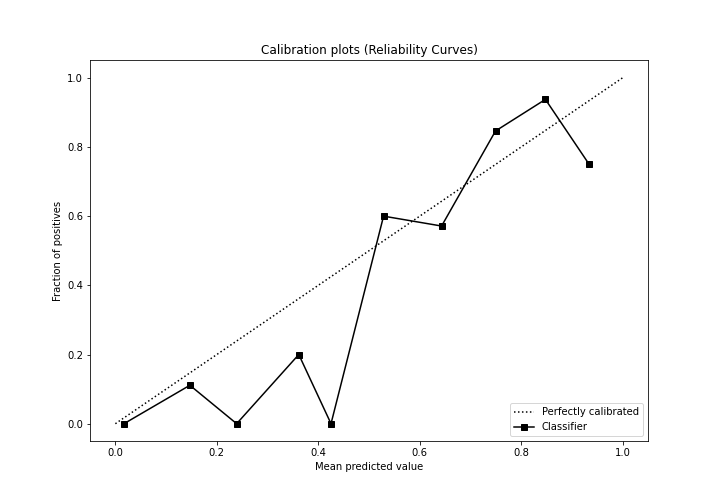 Calibration plots (Reliability Curves)
1.0
0.8
0.6
0.4
0.2
0.0
Fraction of positives
0.0 0.2 0.4 0.6 0.8 1.0
Mean predicted value
Perfectly calibrated
Classifier